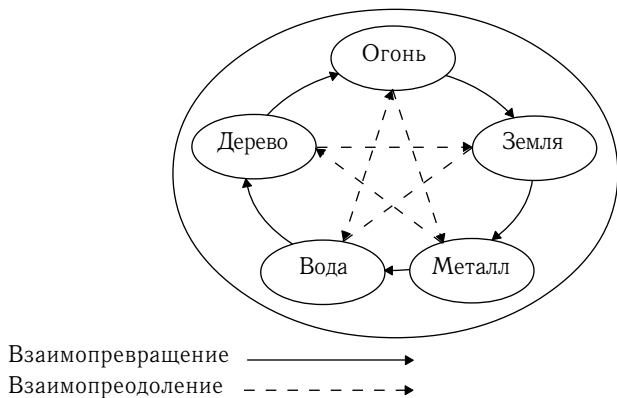 Огонь
Дерево
Земля
Вода
Металл
Взаимопревращение
Взаимопреодоление